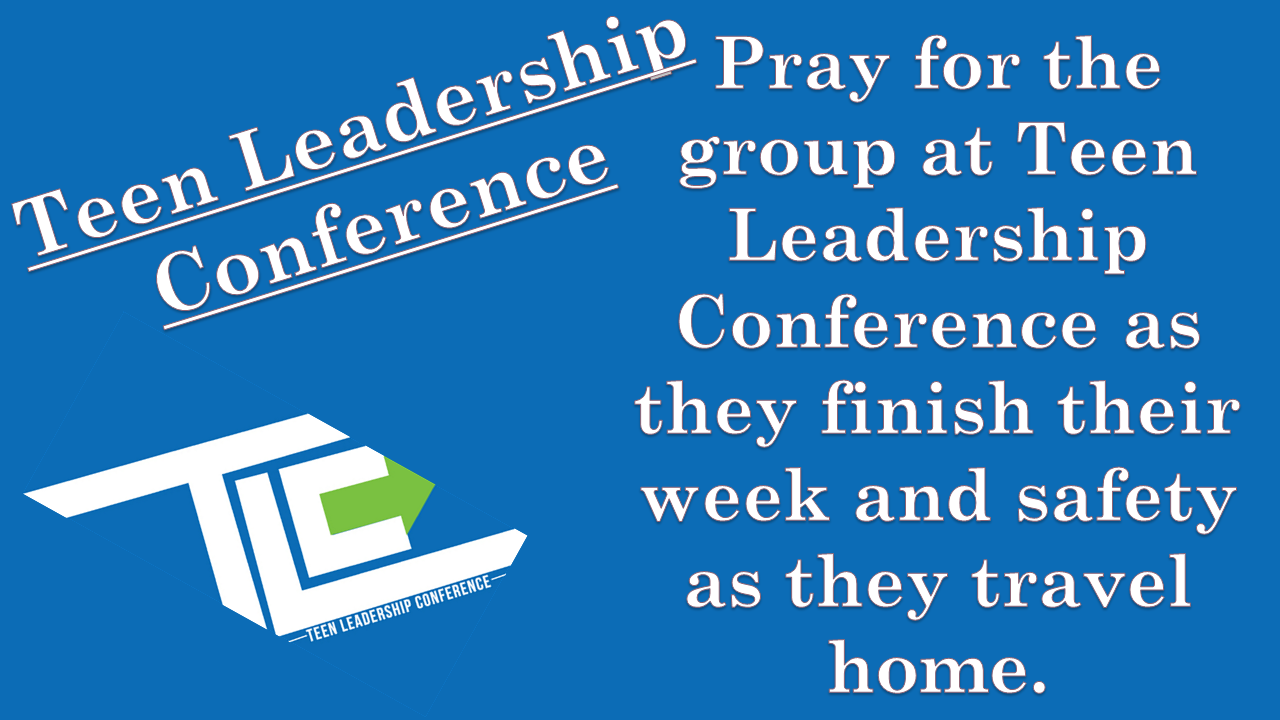 Teen Leadership
Conference
Pray for the
group at Teen
Leadership
Conference as
they finish their
week and safety
as they travel
home.
TLC
TEEN LEADERSHIP CONFERENCE